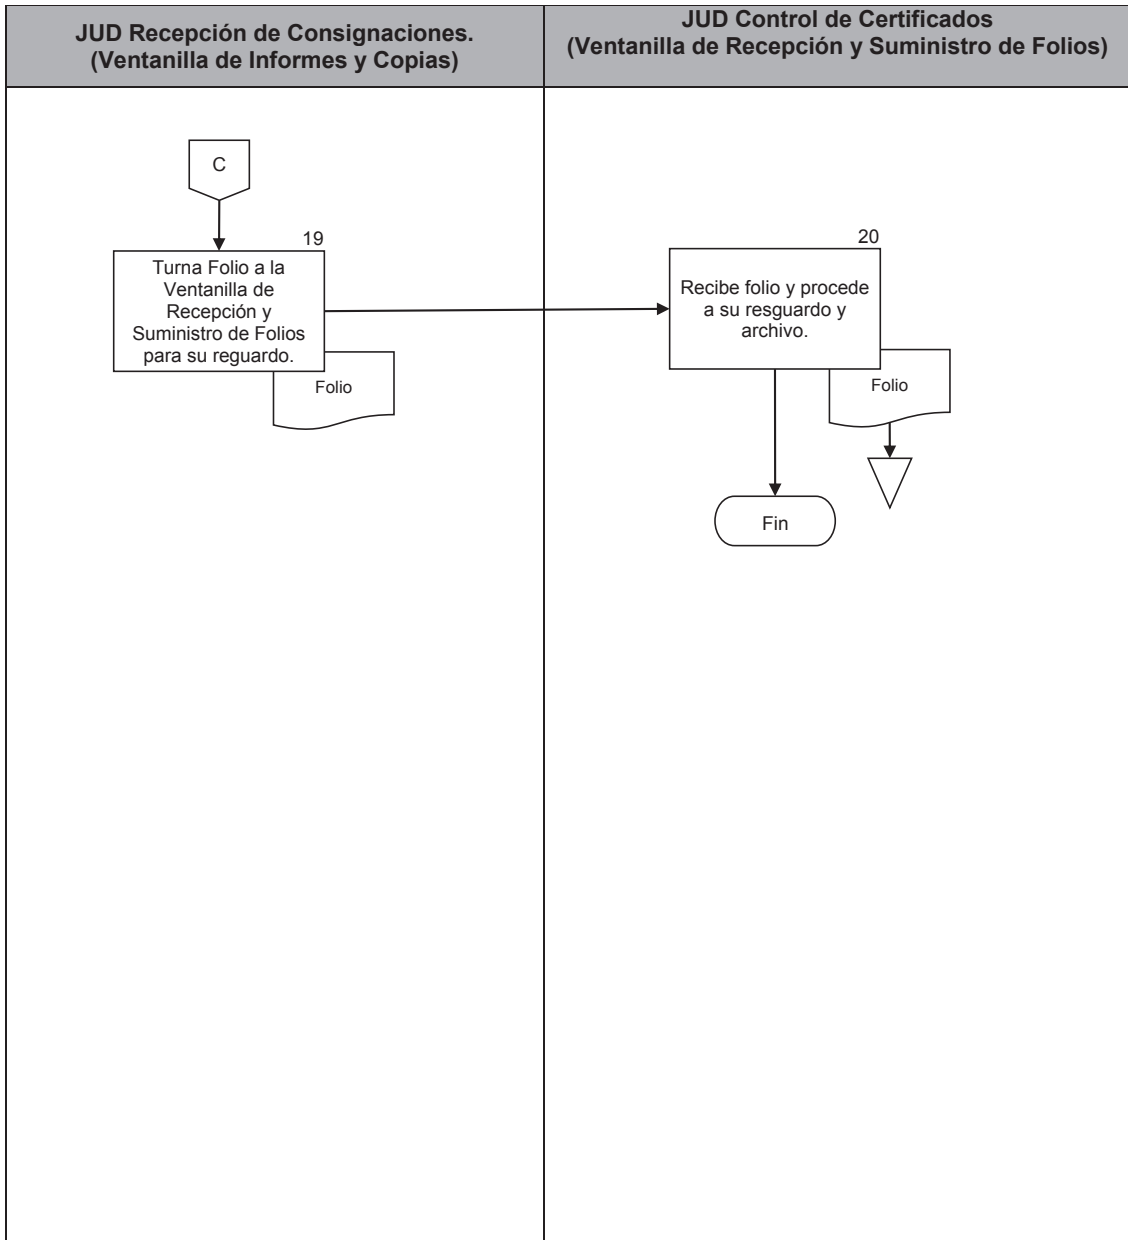 JUD Recepción de Consignaciones.
(Ventanilla de Informes y Copias)
JUD Control de Certificados
(Ventanilla de Recepción y Suministro de Folios)
C
19
Turna Folio a la
Ventanilla de
Recepción y
Suministro de Folios
para su reguardo.
Folio
20
Recibe folio y procede
a su resguardo y
archivo.
Folio
Fin